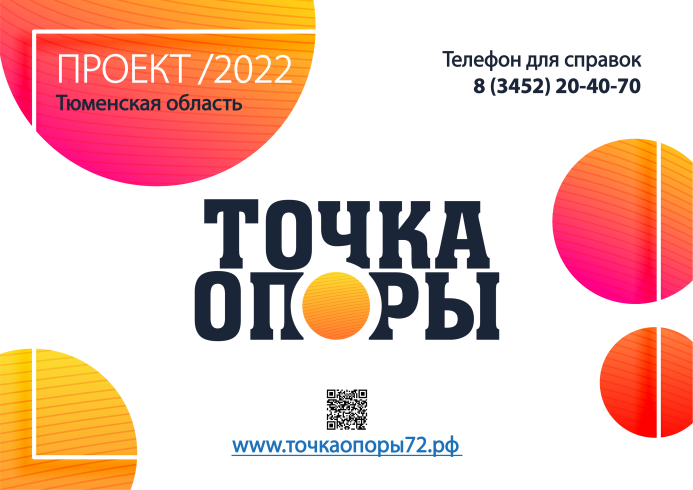 ПРОЕКТ /2022
Тюменская область
Телефон для справок
8 (3452) 20-40-70
ТОЧКА
ОПОРЫ
www.точкаопоры72.рф